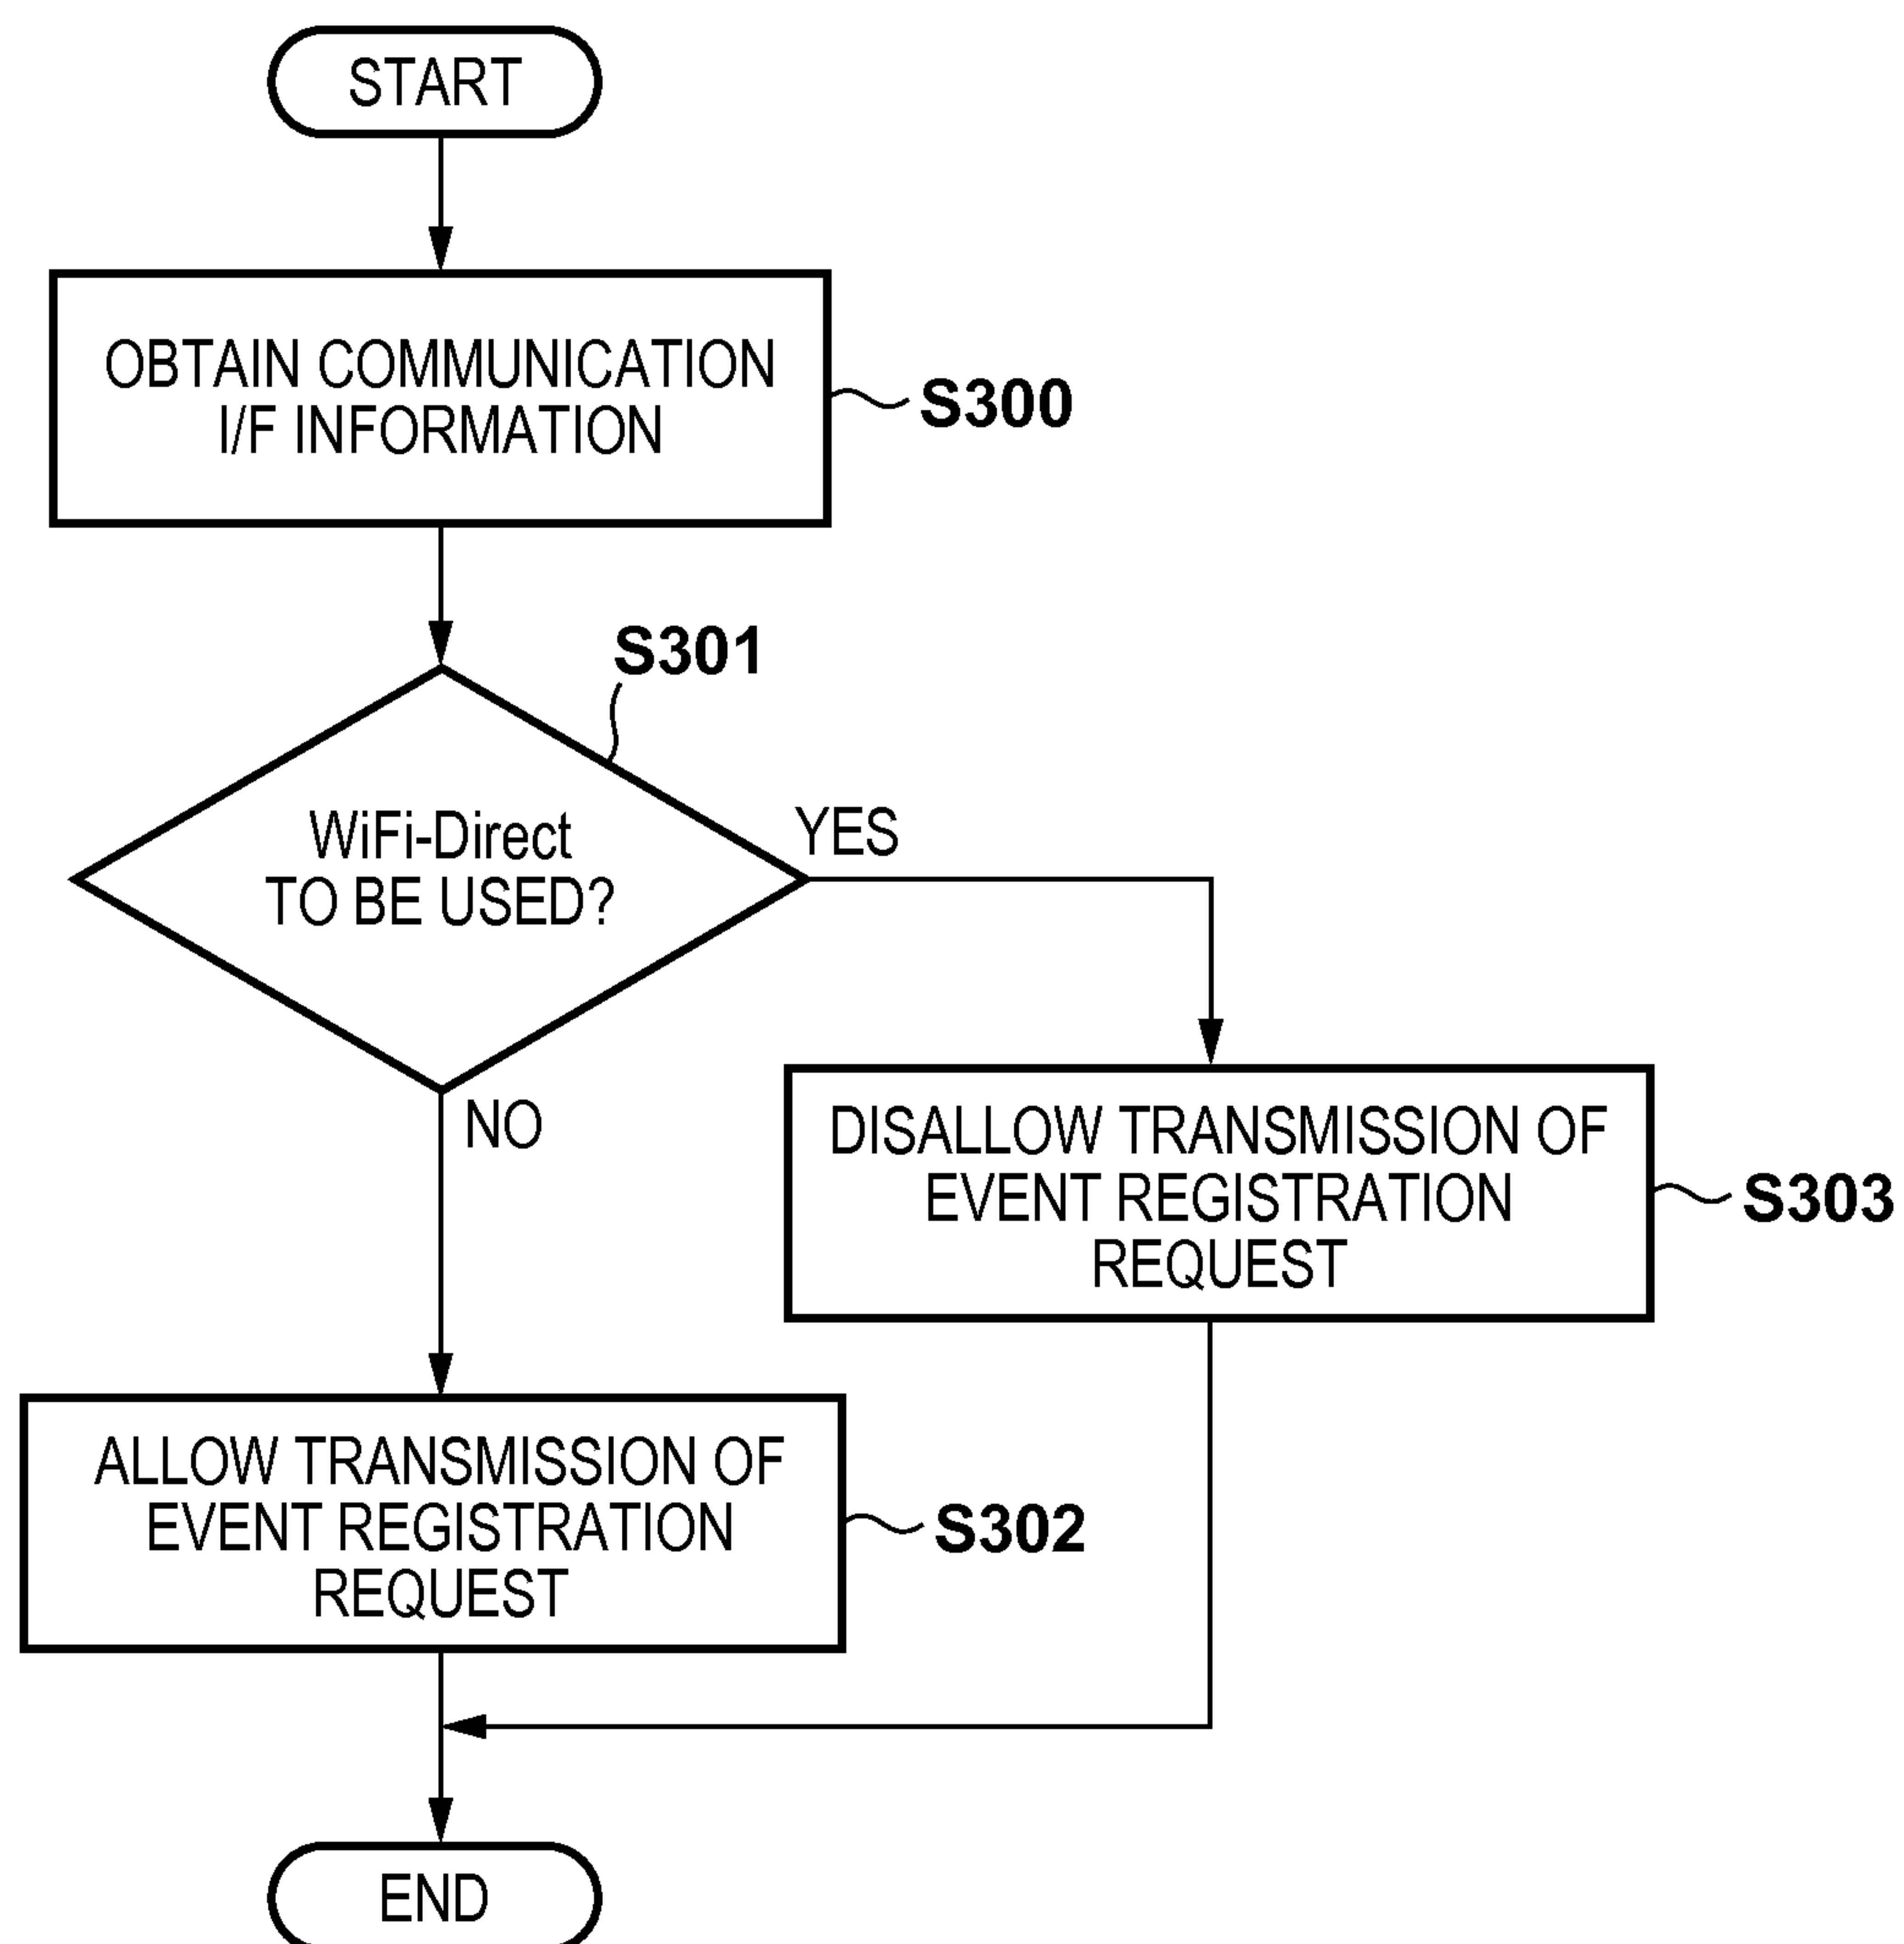 START
OBTAIN COMMUNICATION
I/F INFORMATION
S300
S301
WiFi-Direct
TO BE USED?
YES
NO
DISALLOW TRANSMISSION OF
EVENT REGISTRATION
REQUEST
S303
ALLOW TRANSMISSION OF
EVENT REGISTRATION
REQUEST
S302
END